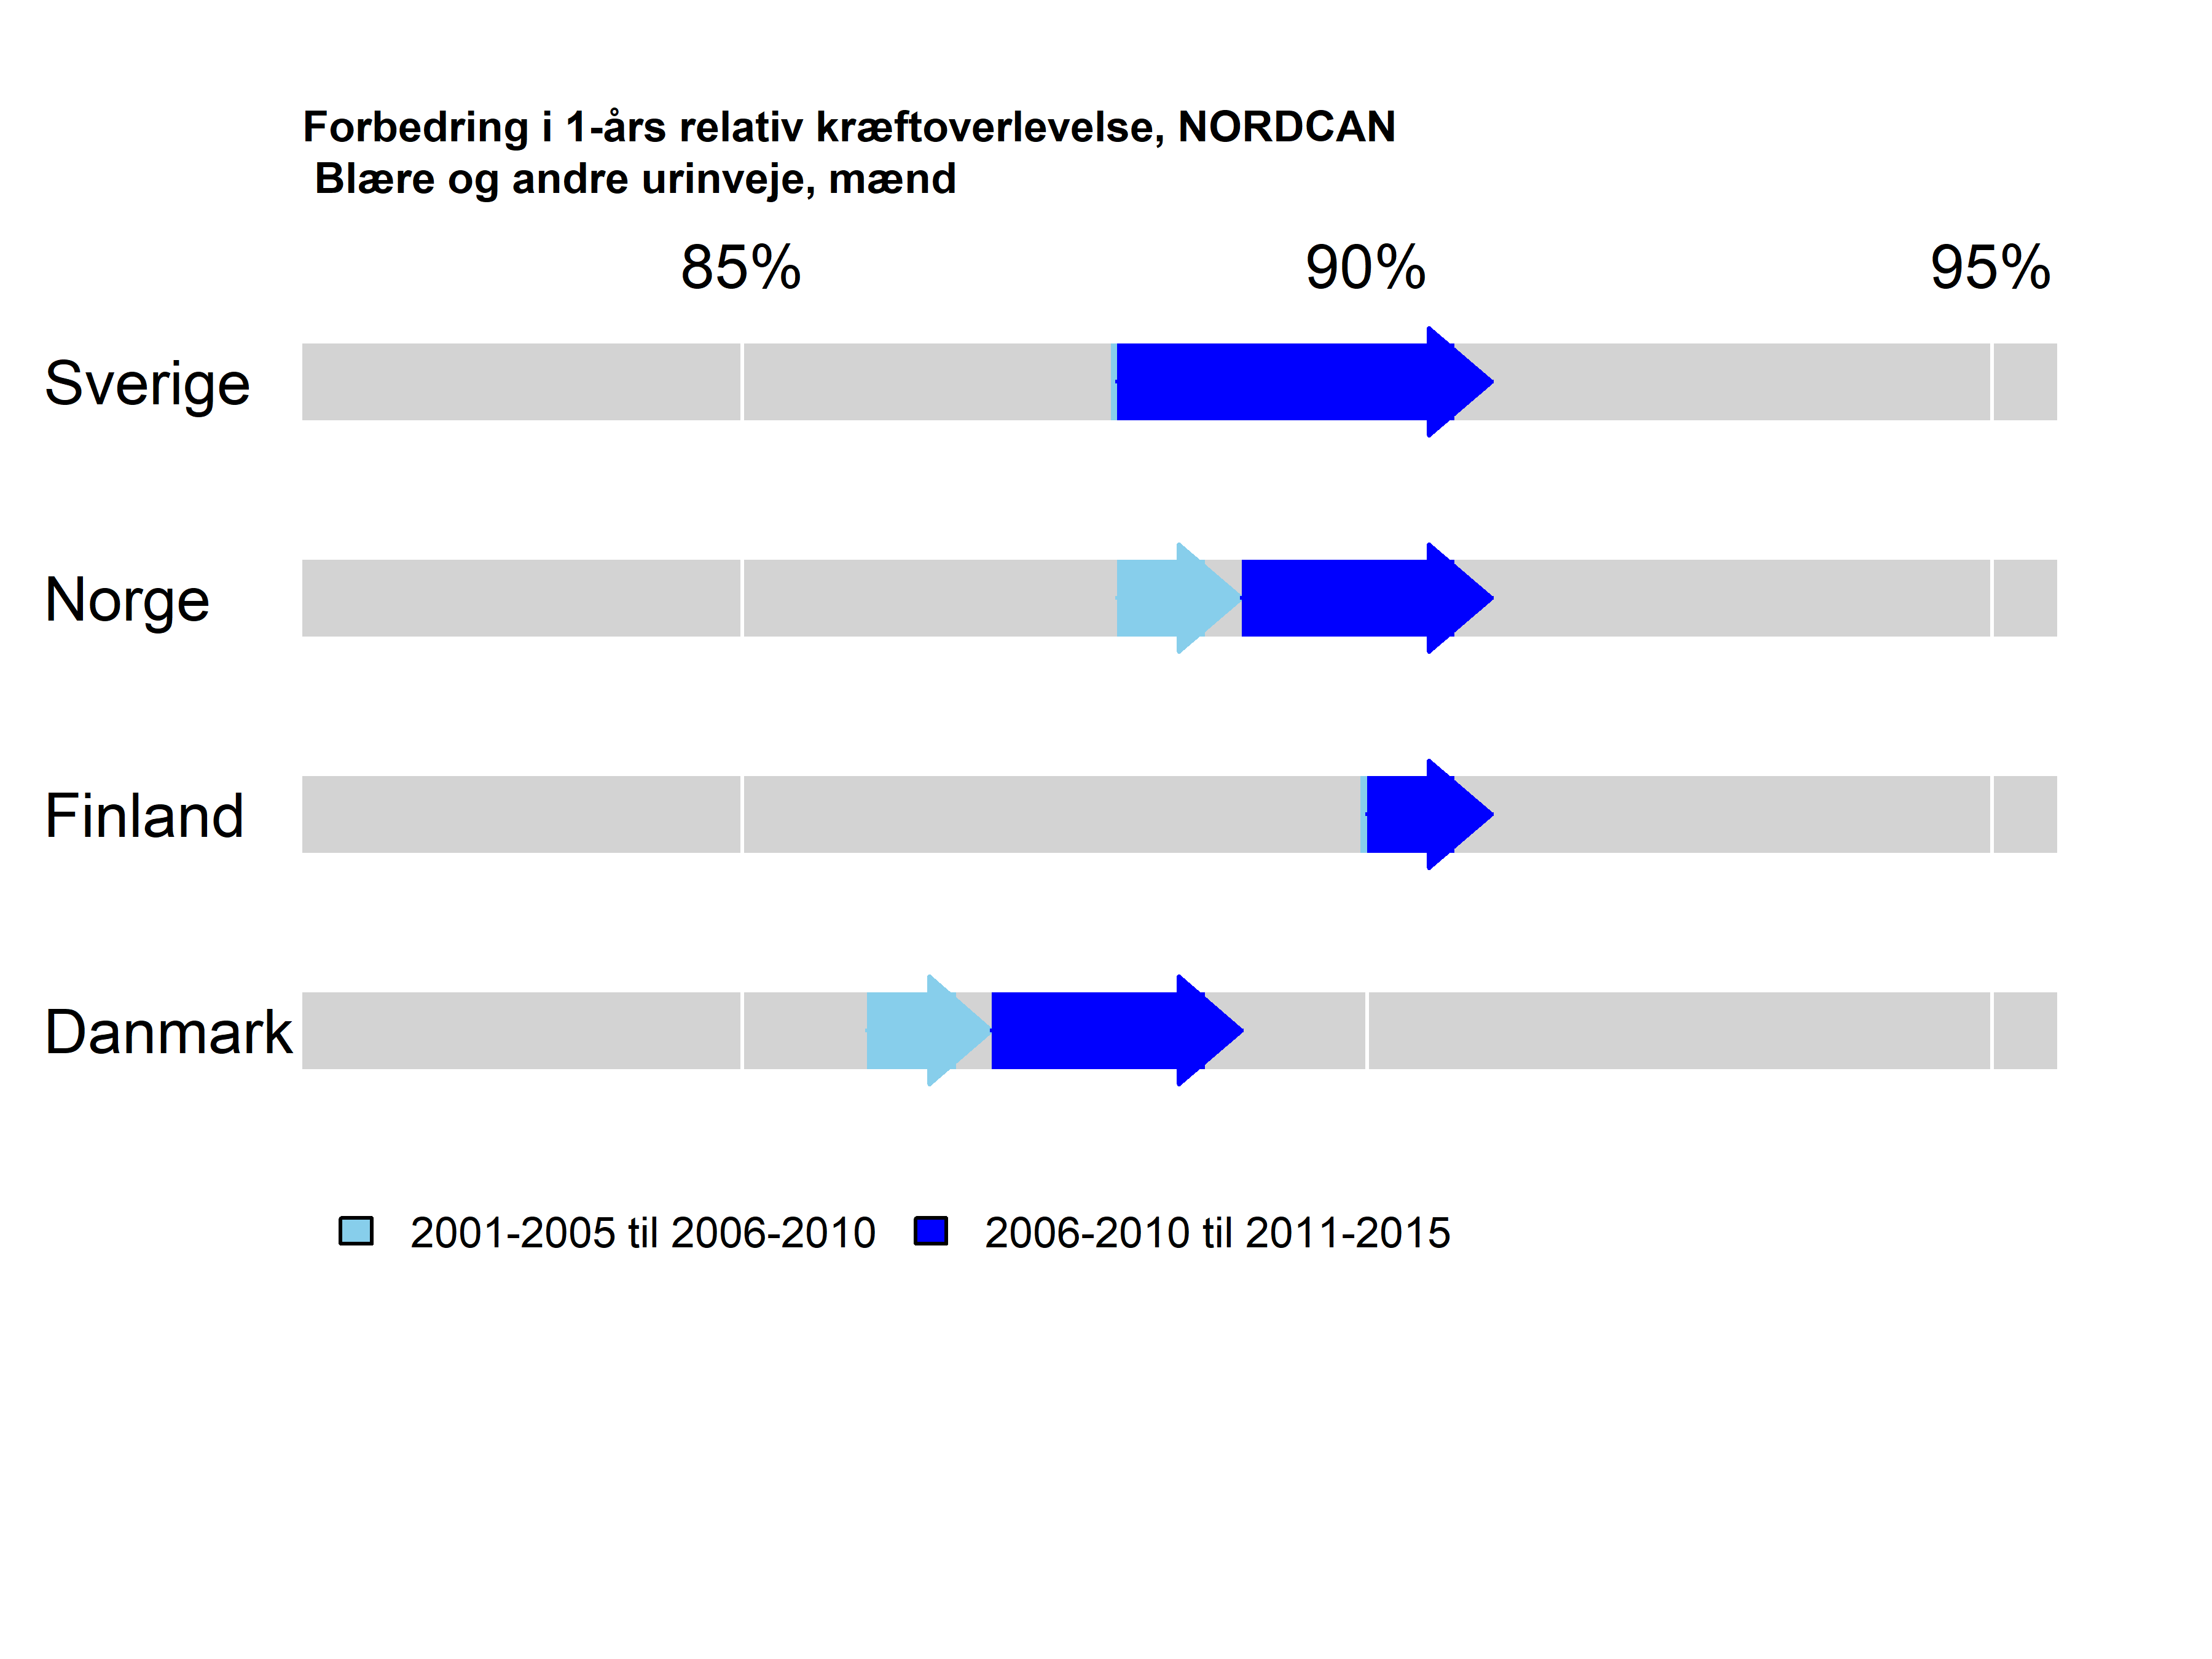 Forbedring i 1-års relativ kræftoverlevelse, NORDCAN
Blære og andre urinveje, mænd
85% 90% 95%
Sverige
Norge
Finland
Danmark
2001-2005 til 2006-2010 2006-2010 til 2011-2015